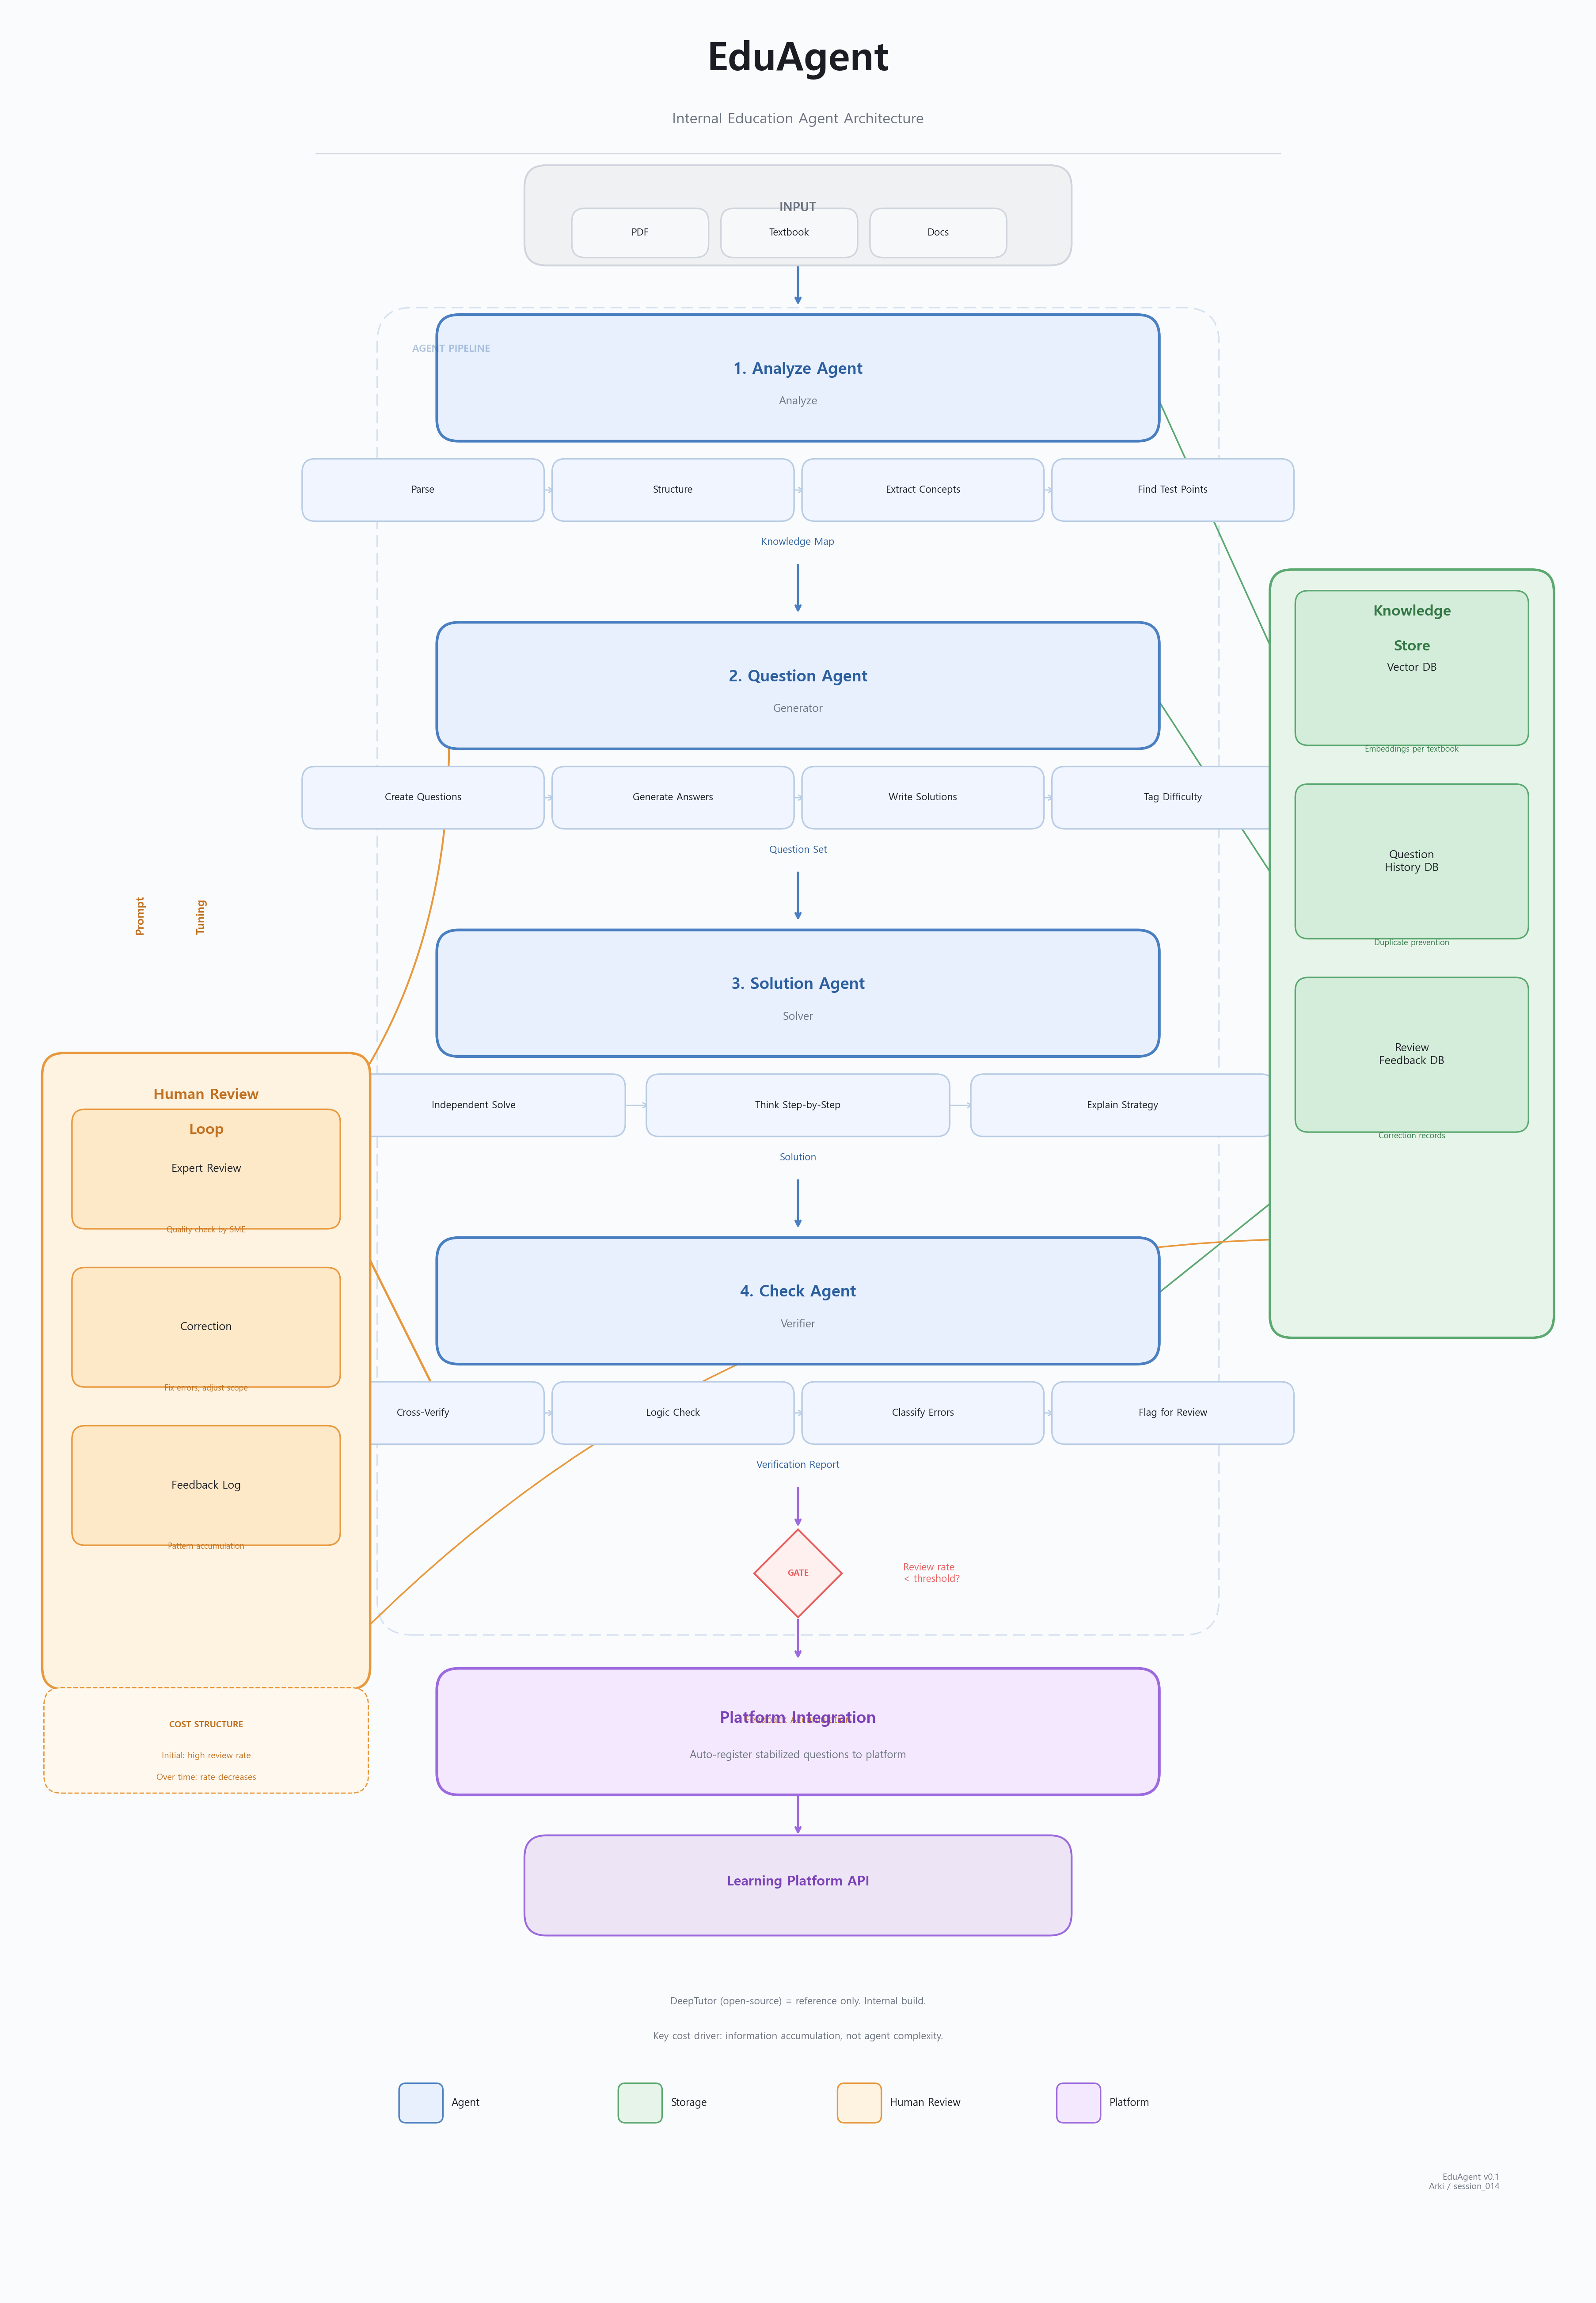 EduAgent
Internal Education Agent Architecture
INPUT
PDF
Textbook
Docs
AGENT PIPELINE
1. Analyze Agent
Analyze
Parse
Structure
Extract Concepts
Find Test Points
Knowledge Map
2. Question Agent
Generator
Create Questions
Generate Answers
Write Solutions
Tag Difficulty
Question Set
3. Solution Agent
Solver
Independent Solve
Think Step-by-Step
Explain Strategy
Solution
4. Check Agent
Verifier
Cross-Verify
Logic Check
Classify Errors
Flag for Review
Verification Report
GATE
Review rate
< threshold?
Knowledge
Store
Vector DB
Embeddings per textbook
Question
History DB
Duplicate prevention
Review
Feedback DB
Correction records
Prompt
Tuning
Human Review
Loop
Expert Review
Quality check by SME
Correction
Fix errors, adjust scope
Feedback Log
Pattern accumulation
COST STRUCTURE
Initial: high review rate
Over time: rate decreases
Platform Integration
Auto-register stabilized questions to platform
Learning Platform API
DeepTutor (open-source) = reference only. Internal build.
Key cost driver: information accumulation, not agent complexity.
Agent
Storage
Human Review
Platform
EduAgent v0.1
Arki / session_014